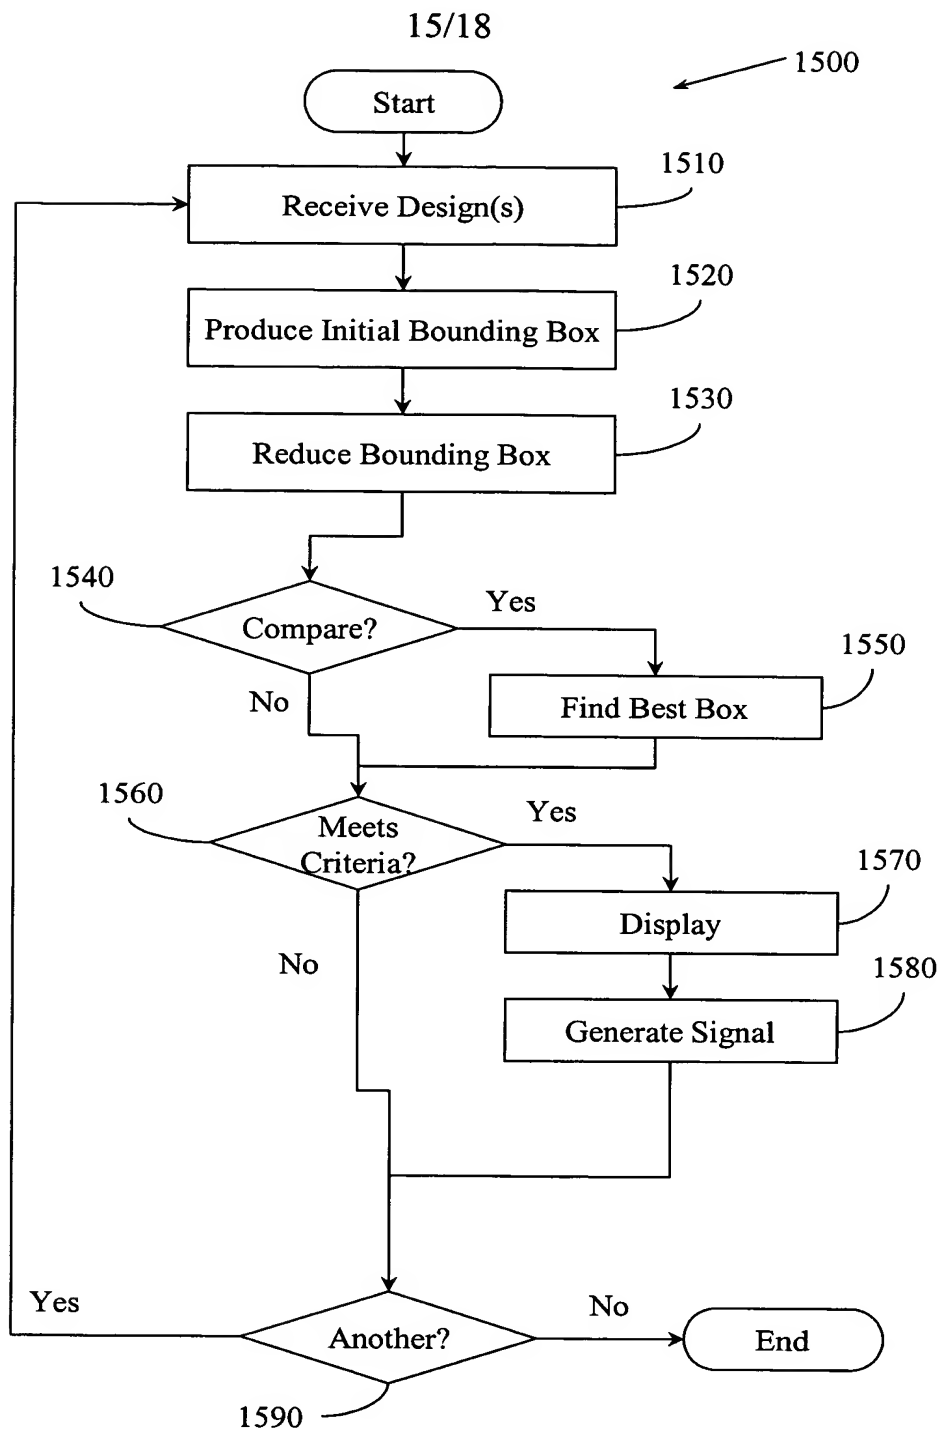 15/18
1500
Start
1510
Receive Design(s)
1520
Produce Initial Bounding Box
1530
Reduce Bounding Box
1540
Compare?
Yes
1550
Find Best Box
No
1560
Meets
Criteria?
Yes
1570
Display
No
1580
Generate Signal
Yes
Another?
No
End
1590